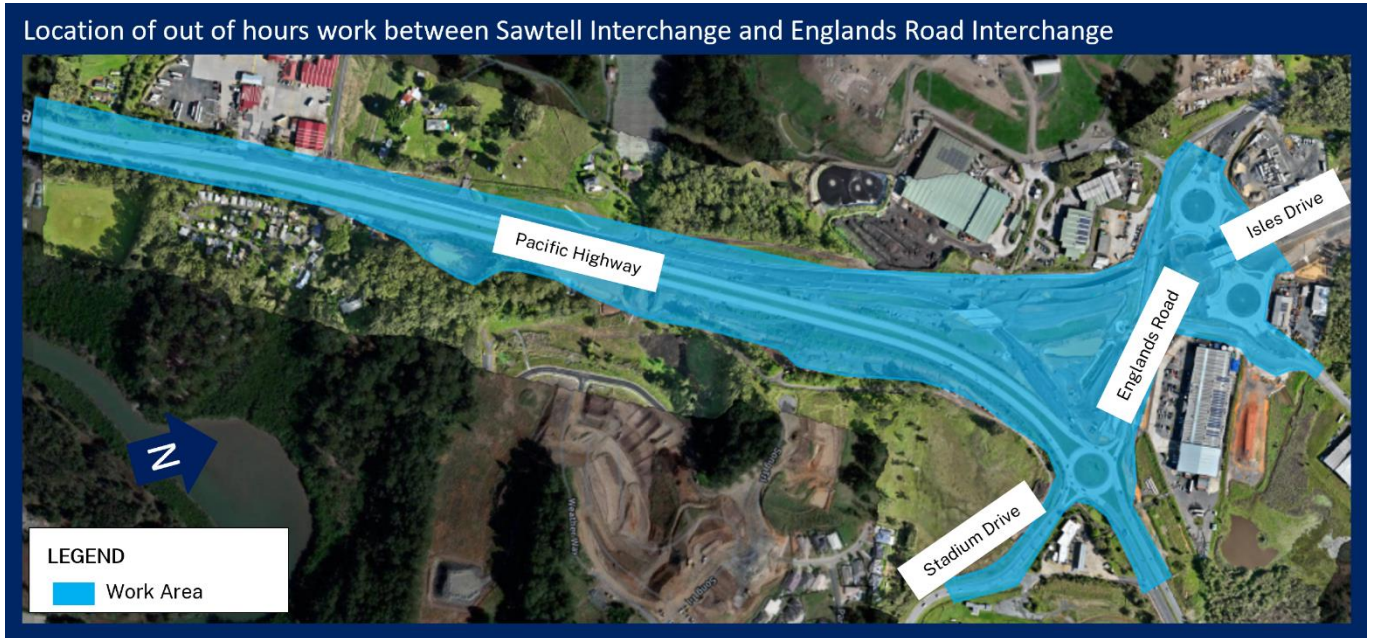 Location of out of hours work between Sawtell Interchange and Englands Road Interchange
Pacific Highway
Isles Drive
Englands Road
Stadium Drive
N
LEGEND
Work Area